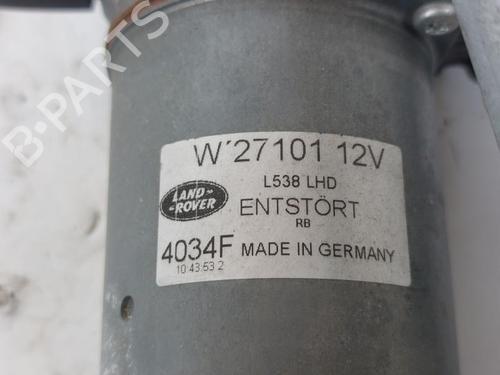 W´27101 12V
L538 LHD
LAND-
-ROVER
ENTSTÖRT
RB
4034F MADE IN GERMANY
10:43:53 2
B-PARTS